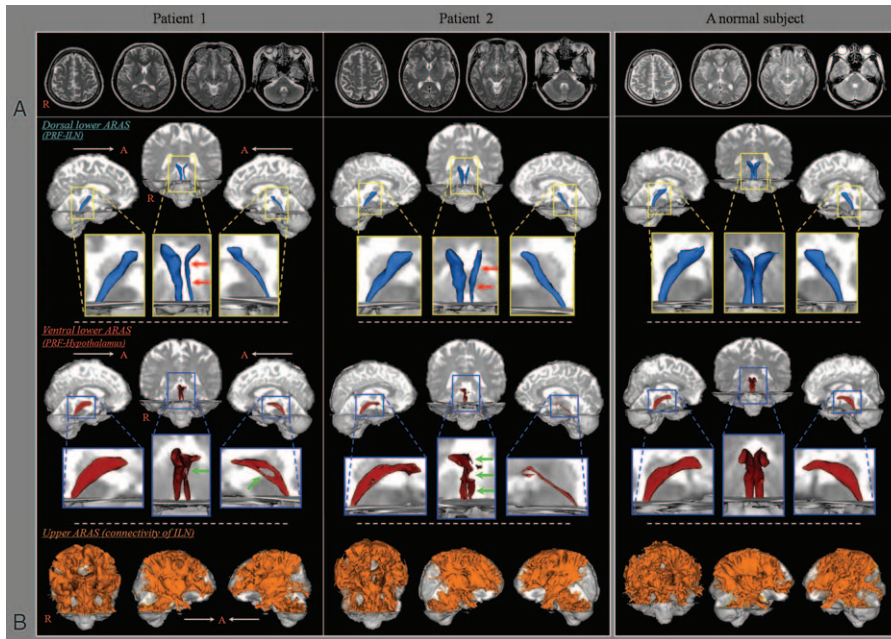 Patient 1
Patient 2
A normal subject
R
A
Dorsal lower ARAS
(PRF-ILN)
A
A
R
Ventral lower ARAS
(PRF-Hypothalamus)
A
A
R
Upper ARAS (connectivity of ILN)
R
A
B